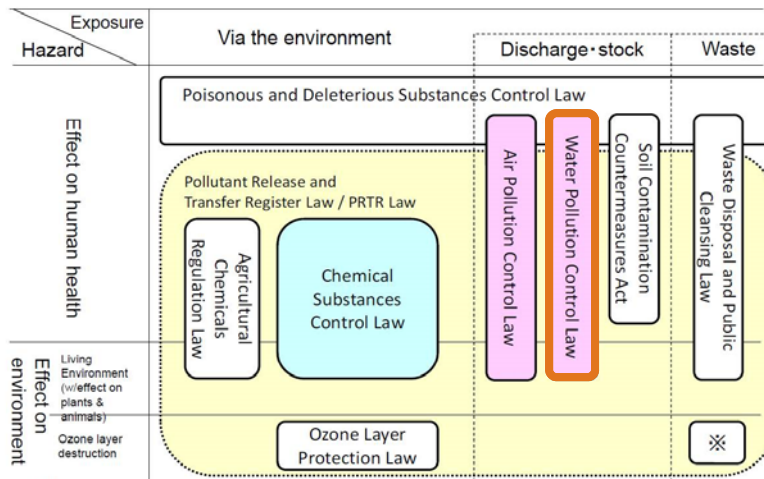 Exposure
Hazard
Via the environment
Discharge・stock
Waste
Effect on human health
Poisonous and Deleterious Substances Control Law
Pollutant Release and
Transfer Register Law / PRTR Law
Agricultural
Chemicals
Regulation Law
Chemical
Substances
Control Law
Air Pollution Control Law
Water Pollution Control Law
Soil Contamination
Countermeasures Act
Waste Disposal and Public
Cleansing Law
Effect on
environment
Living
Environment
(w/effect on
plants &
animals)
Ozone layer
destruction
Ozone Layer
Protection Law
※